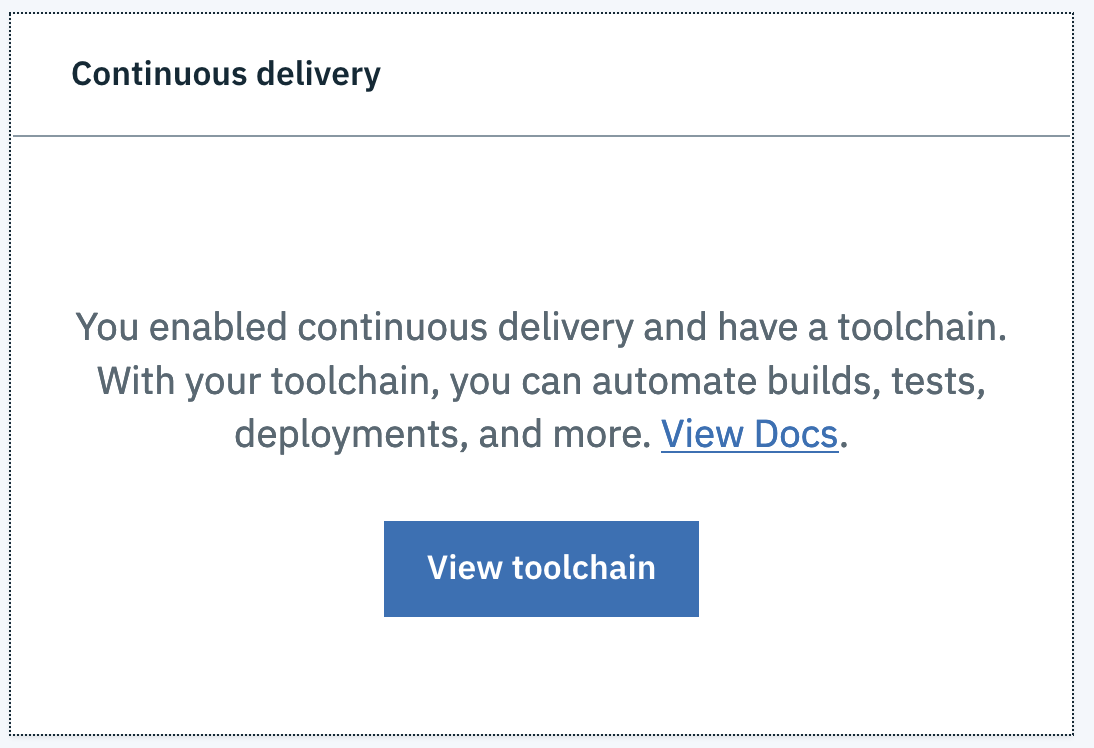 Continuous delivery
You enabled continuous delivery and have a toolchain.
With your toolchain, you can automate builds, tests,
deployments, and more. View Docs.
View toolchain